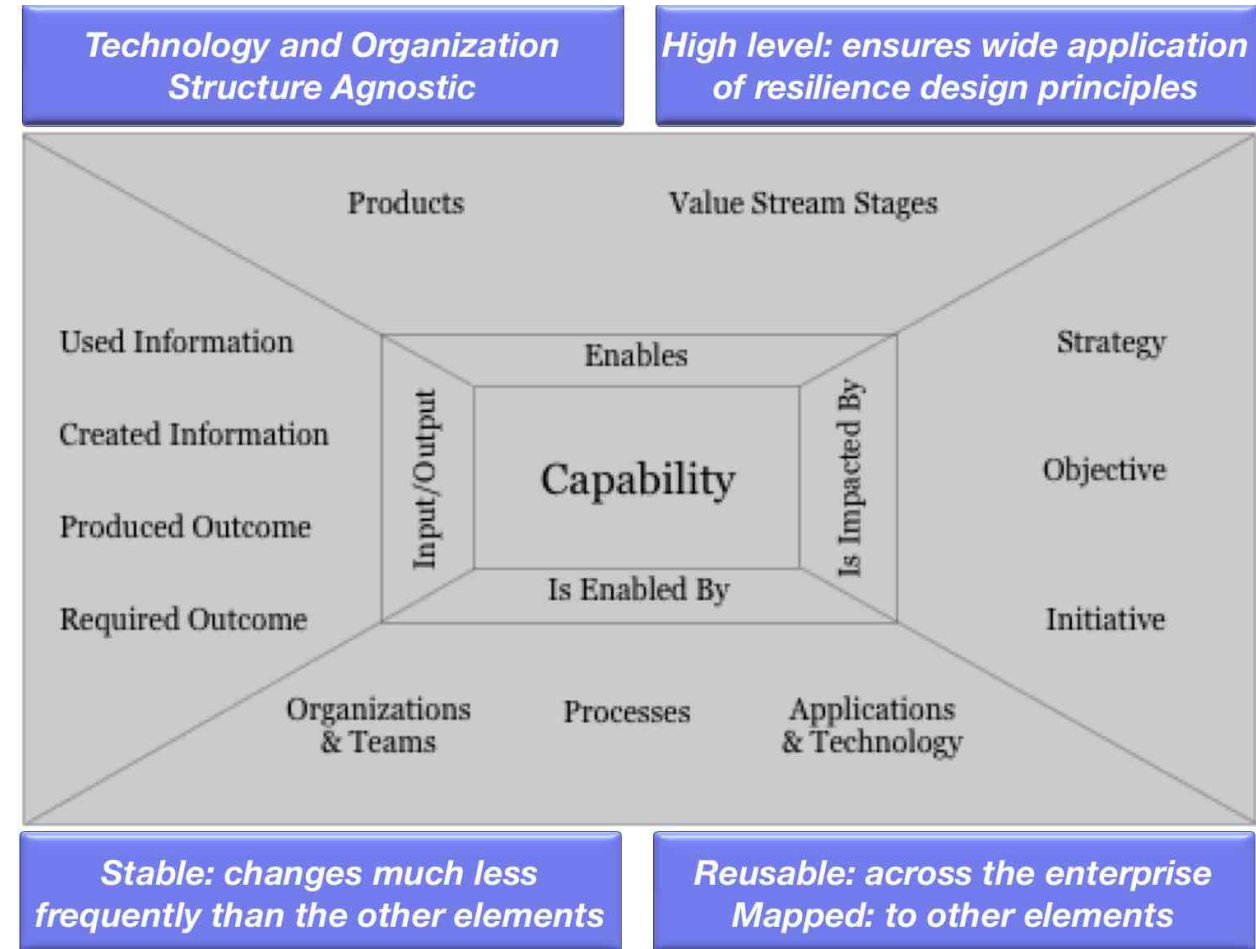 Technology and Organization
Structure Agnostic
High level: ensures wide application
of resilience design principles
Products
Value Stream Stages
Used Information
Created Information
Produced Outcome
Required Outcome
Input/Output
Enables
Capability
Is Enabled By
Is Impacted By
Strategy
Objective
Initiative
Organizations
& Teams
Processes
Applications
& Technology
Stable: changes much less
frequently than the other elements
Reusable: across the enterprise
Mapped: to other elements